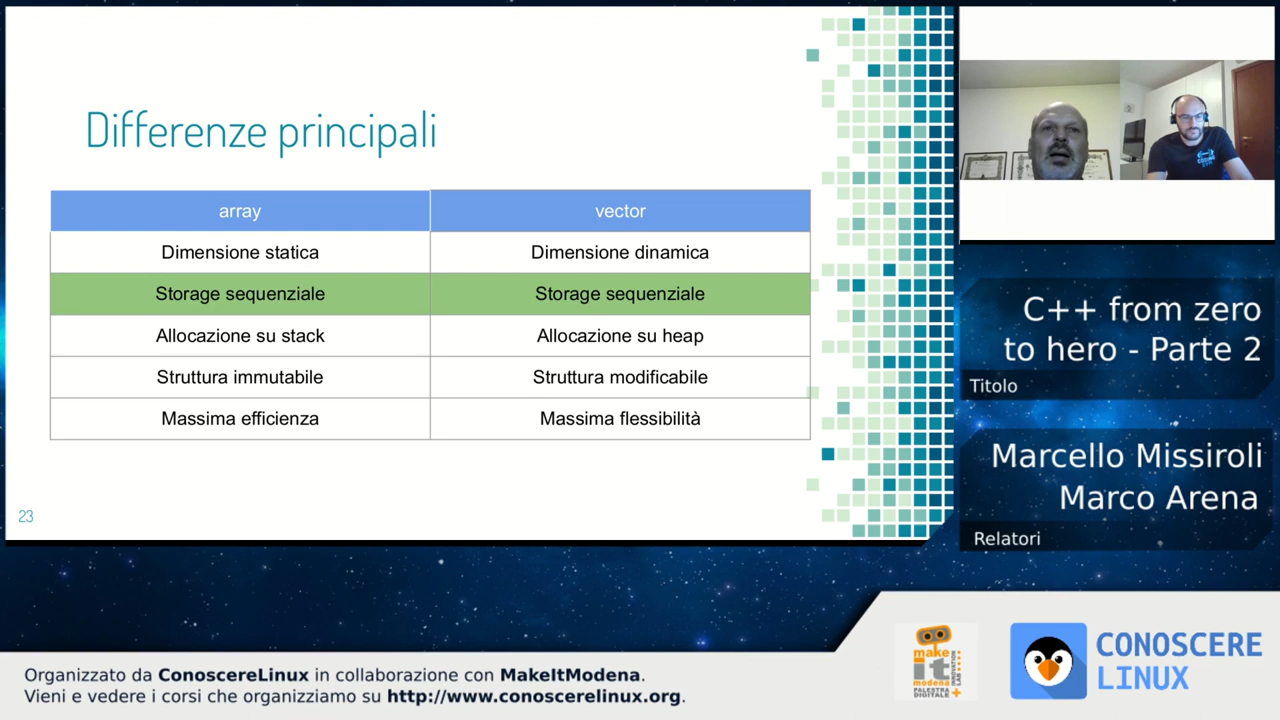 Differenze principali
array vector
Dimensione statica Dimensione dinamica
Storage sequenziale Storage sequenziale
Allocazione su stack Allocazione su heap
Struttura immutabile Struttura modificabile
Massima efficienza Massima flessibilità
23
C++ from zero
to hero - Parte 2
Titolo
Marcello Missiroli
Marco Arena
Relatori
make
it
modena
PALESTRA
DIGITALE
CONOSCERE
LINUX
Organizzato da ConoscereLinux in collaborazione con MakeItModena.
Vieni e vedere i corsi che organizziamo su http://www.conoscerelinux.org.